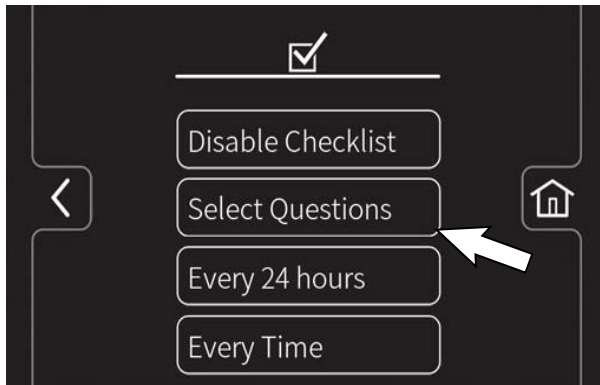 Disable Checklist
Select Questions
Every 24 hours
Every Time